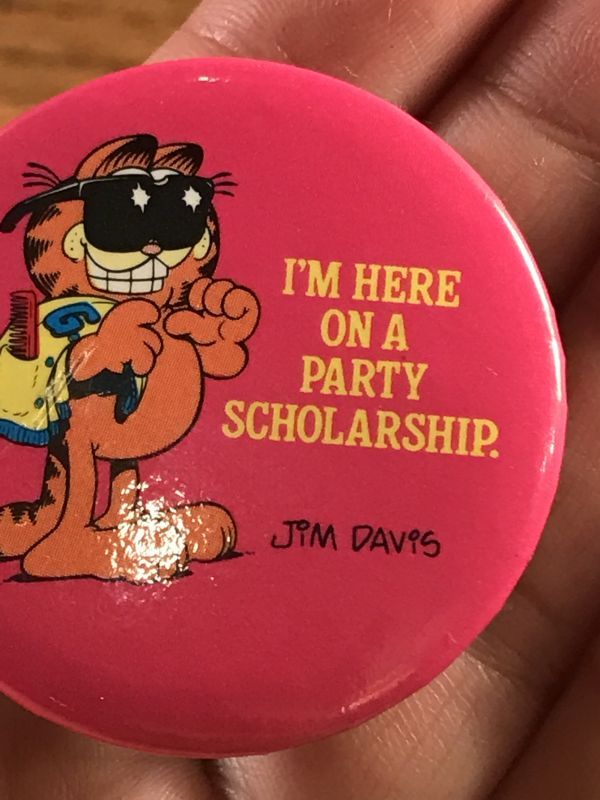 I'M HERE
ON A
PARTY
SCHOLARSHIP.
JIM DAVIS